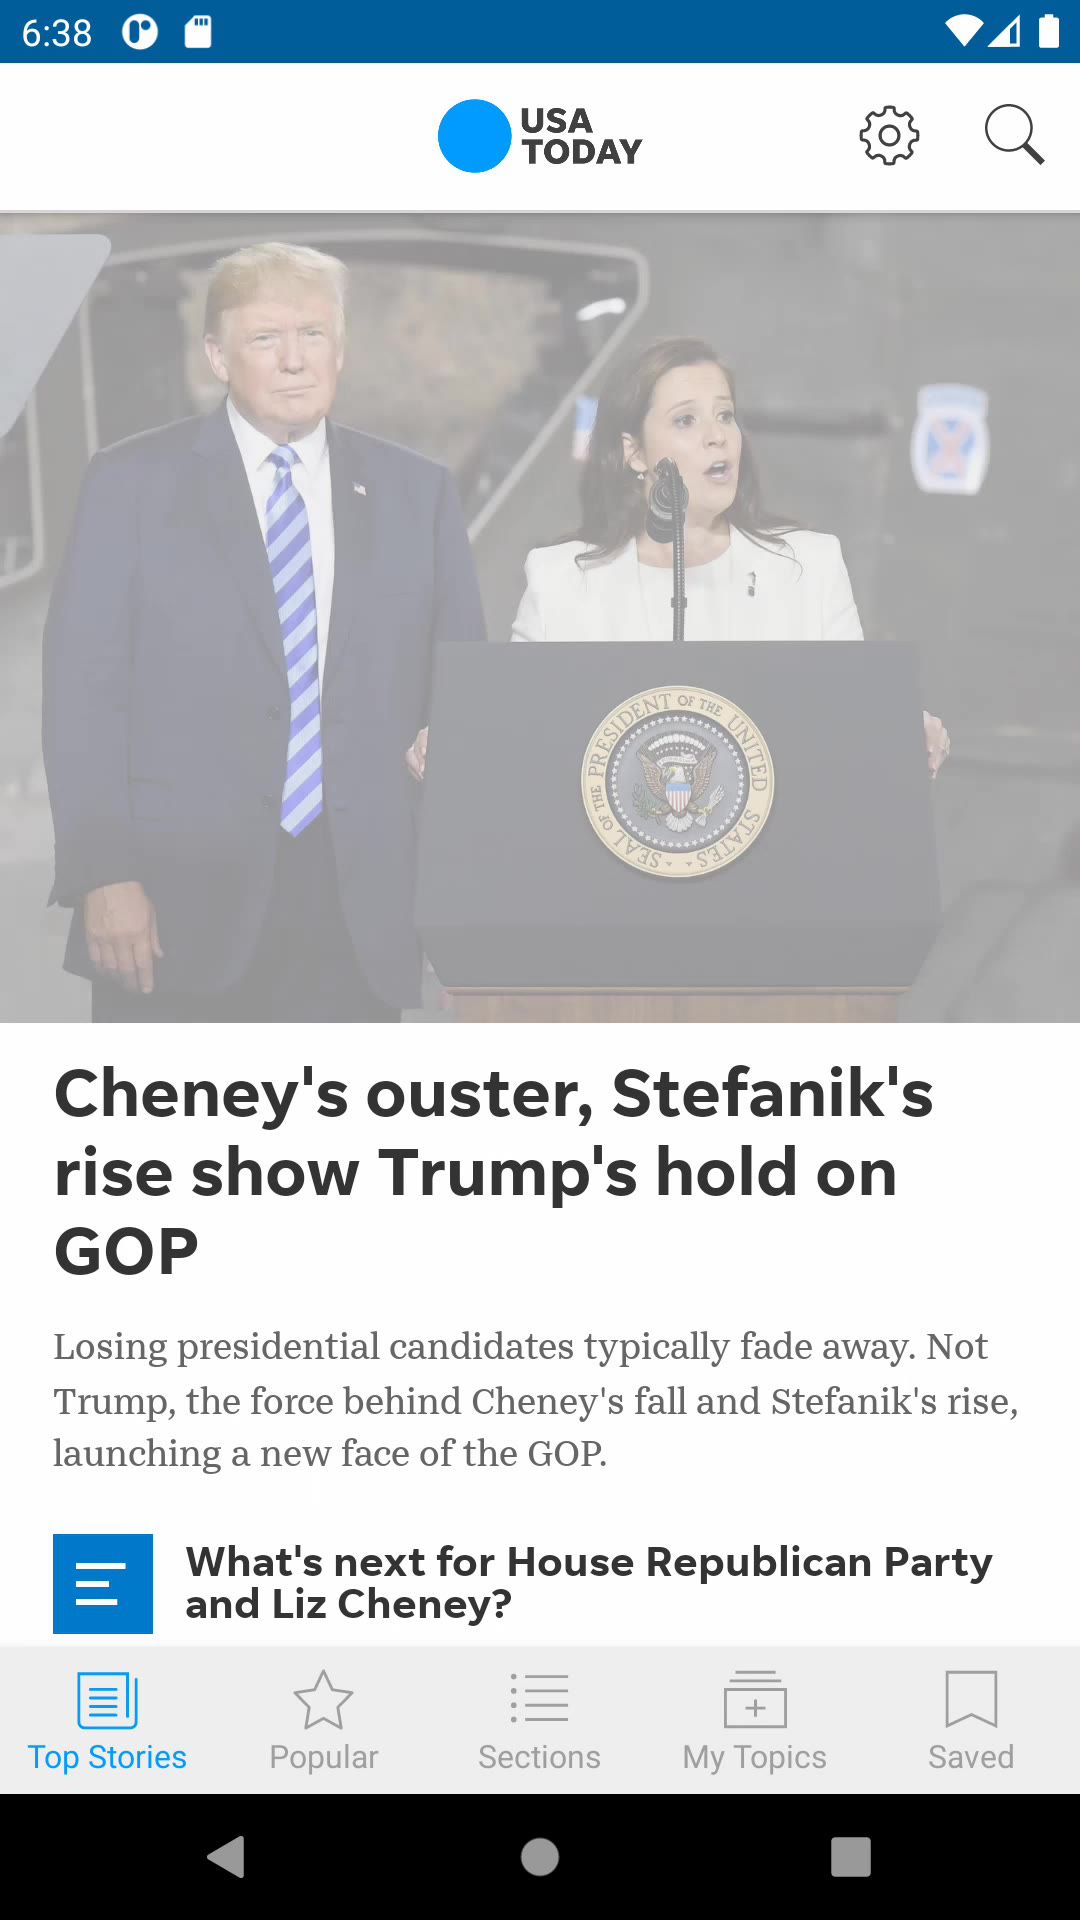 6:38
USA
TODAY
SEAL OF THE PRESIDENT OF THE UNITED STATES
Cheney's ouster, Stefanik's
rise show Trump's hold on
GOP
Losing presidential candidates typically fade away. Not
Trump, the force behind Cheney's fall and Stefanik's rise,
launching a new face of the GOP.
What's next for House Republican Party
and Liz Cheney?
Top Stories
Popular
Sections
My Topics
Saved